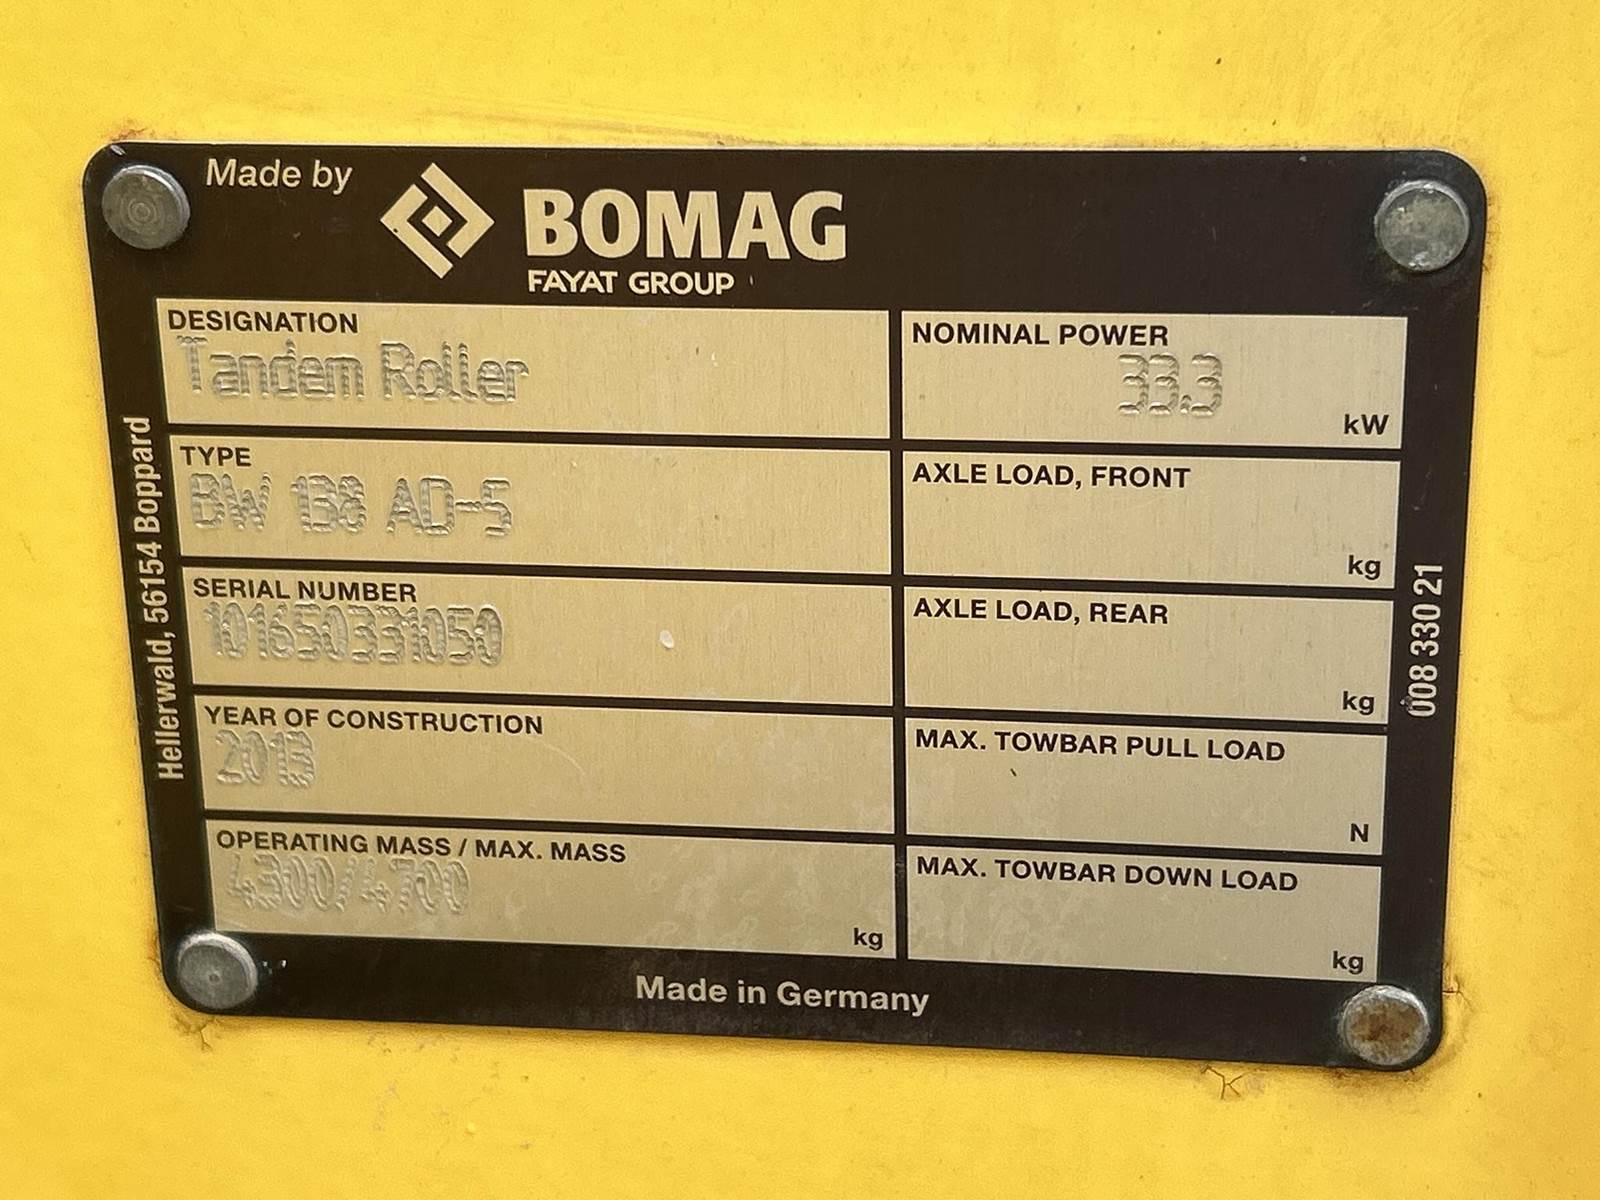 Made by
BOMAG
FAYAT GROUP
DESIGNATION
Tandem Roller
NOMINAL POWER
33.3
kW
TYPE
BW 138 AD-5
AXLE LOAD, FRONT
kg
SERIAL NUMBER
101650331050
AXLE LOAD, REAR
kg
YEAR OF CONSTRUCTION
2013
MAX. TOWBAR PULL LOAD
N
OPERATING MASS / MAX. MASS
4300/4700
kg
MAX. TOWBAR DOWN LOAD
kg
Made in Germany
Hellerwald, 56154 Boppard
008 330 21